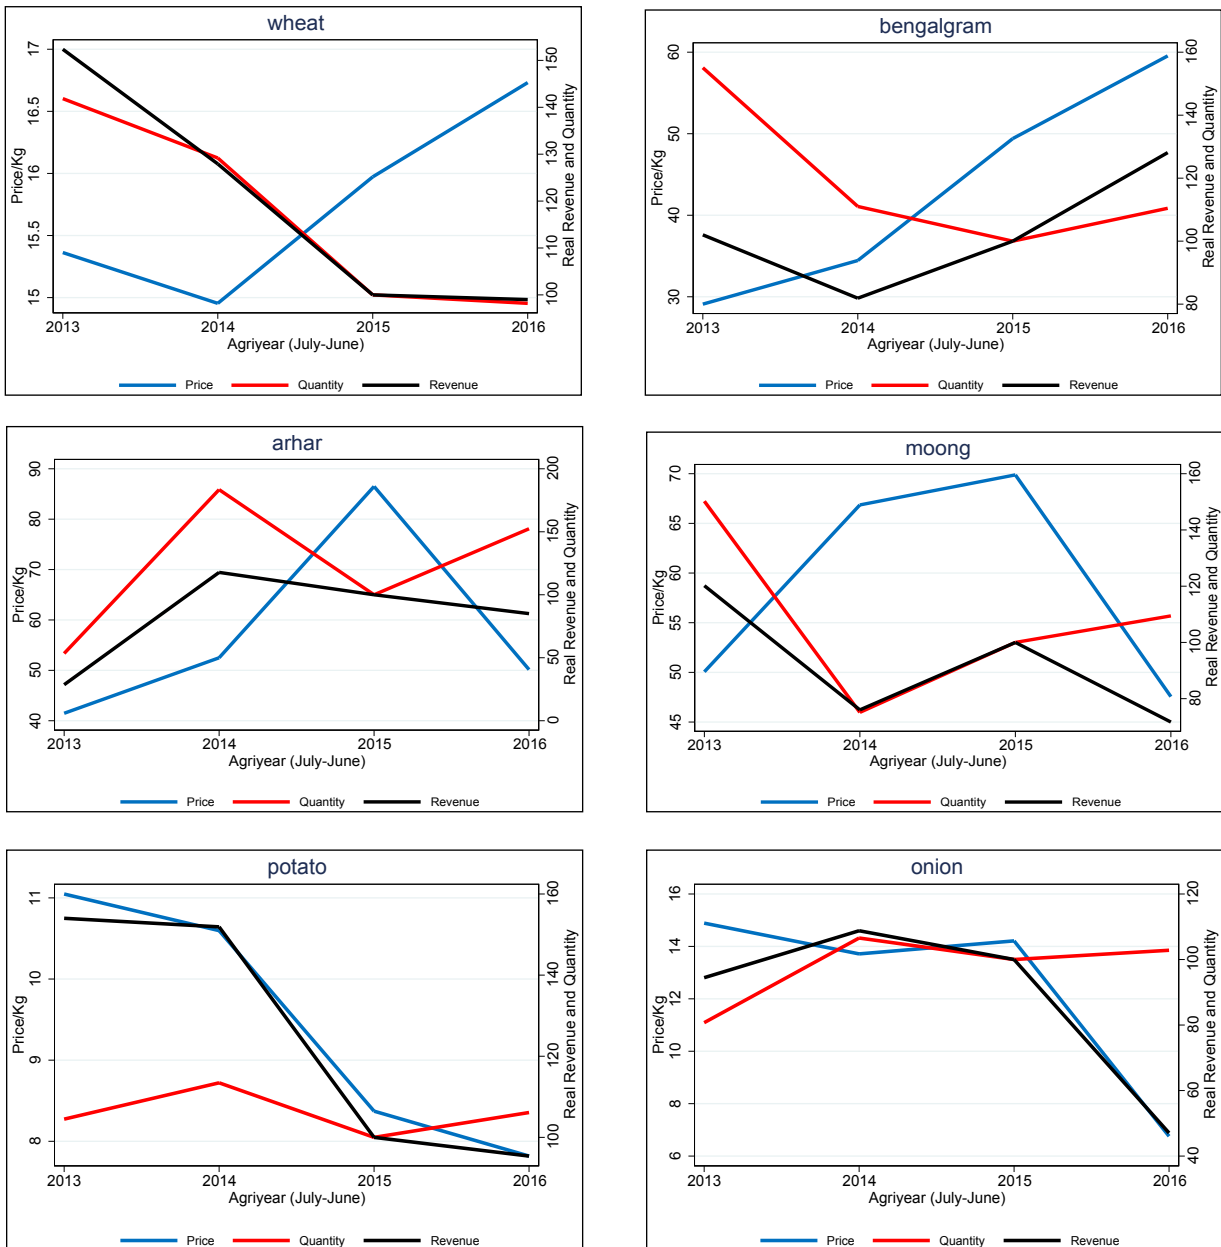 wheat
Price/Kg
17
16.5
16
15.5
15
150
140
130
120
110
100
Real Revenue and Quantity
2013 2014 2015 2016
Agriyear (July-June)
Price Quantity Revenue
bengalgram
Price/Kg
60
50
40
30
160
140
120
100
80
Real Revenue and Quantity
2013 2014 2015 2016
Agriyear (July-June)
Price Quantity Revenue
arhar
Price/Kg
90
80
70
60
50
40
200
150
100
50
0
Real Revenue and Quantity
2013 2014 2015 2016
Agriyear (July-June)
Price Quantity Revenue
moong
Price/Kg
70
65
60
55
50
45
160
140
120
100
80
Real Revenue and Quantity
2013 2014 2015 2016
Agriyear (July-June)
Price Quantity Revenue
potato
Price/Kg
11
10
9
8
160
140
120
100
Real Revenue and Quantity
2013 2014 2015 2016
Agriyear (July-June)
Price Quantity Revenue
onion
Price/Kg
16
14
12
10
8
6
120
100
80
60
40
Real Revenue and Quantity
2013 2014 2015 2016
Agriyear (July-June)
Price Quantity Revenue